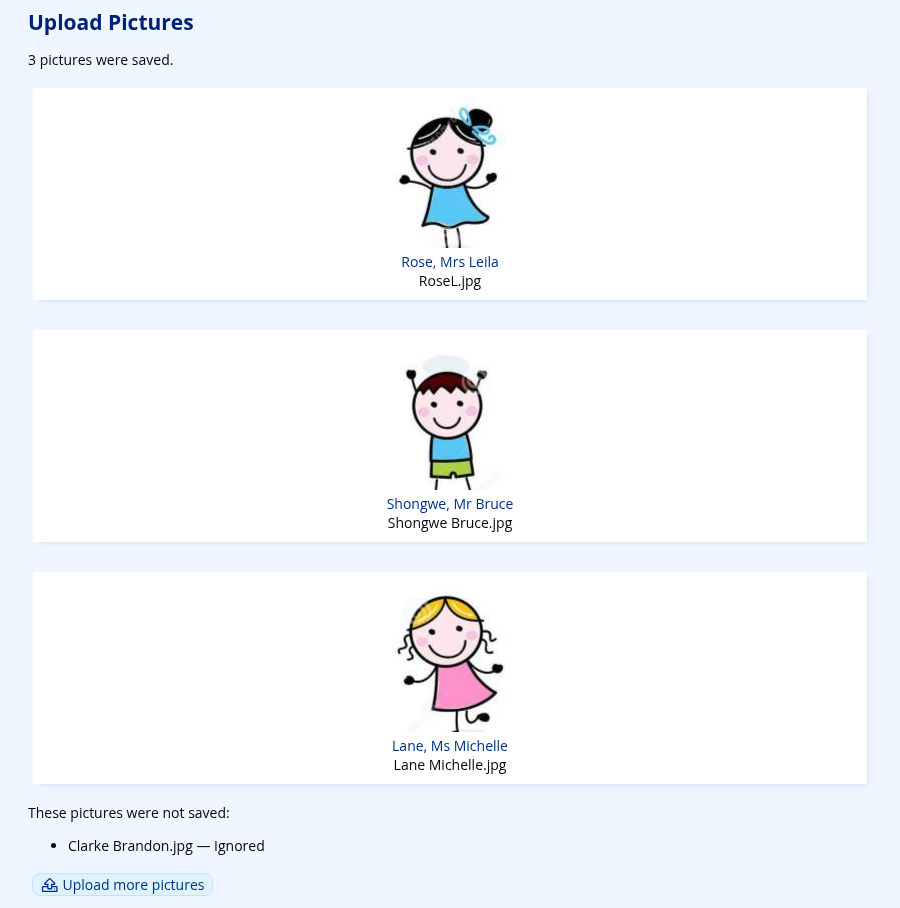 Upload Pictures
3 pictures were saved.
Rose, Mrs Leila
RoseL.jpg
Shongwe, Mr Bruce
Shongwe Bruce.jpg
Lane, Ms Michelle
Lane Michelle.jpg
These pictures were not saved:
• Clarke Brandon.jpg — Ignored
Upload more pictures